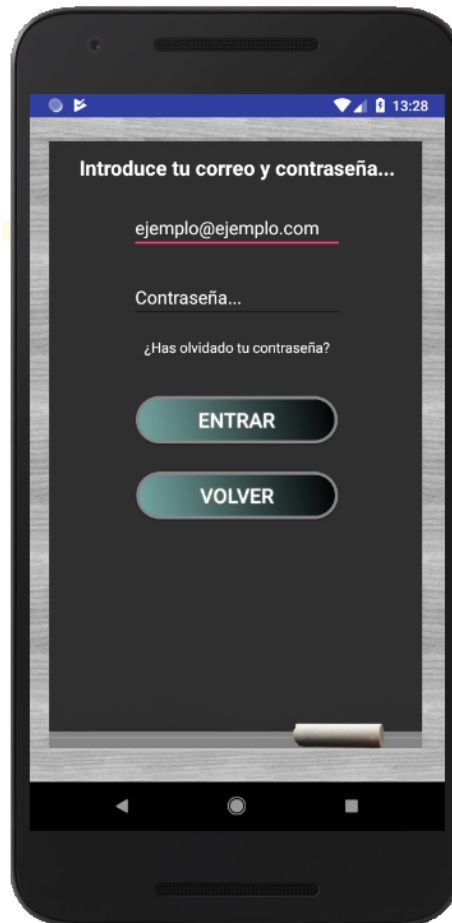 13:28
Introduce tu correo y contraseña...
ejemplo@ejemplo.com
Contraseña...
¿Has olvidado tu contraseña?
ENTRAR
VOLVER